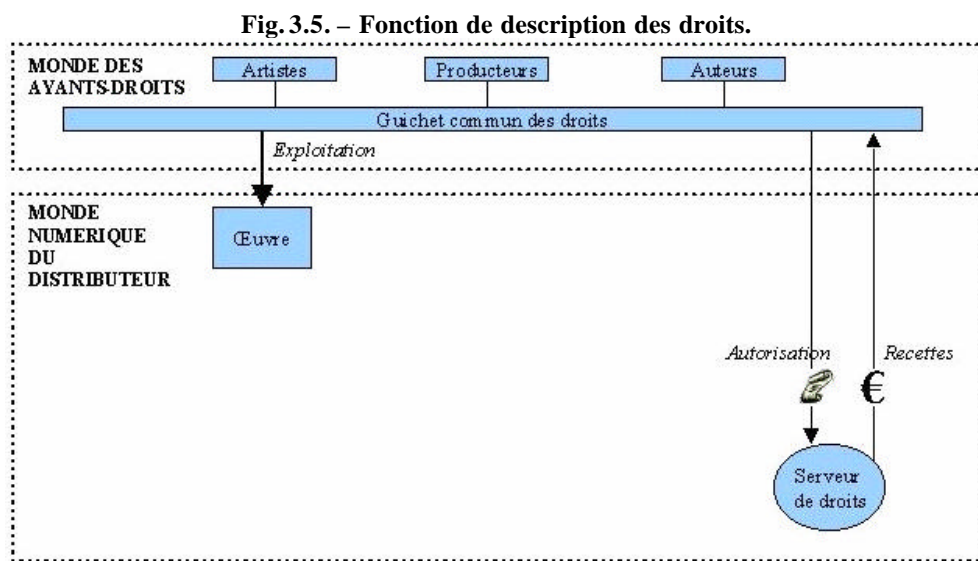 Fig. 3.5. – Fonction de description des droits.
MONDE DES
AYANTS-DROITS
Artistes
Producteurs
Auteurs
Guichet commun des droits
Exploitation
MONDE
NUMERIQUE
DU
DISTRIBUTEUR
Œuvre
Autorisation
Recettes
€
Serveur
de droits